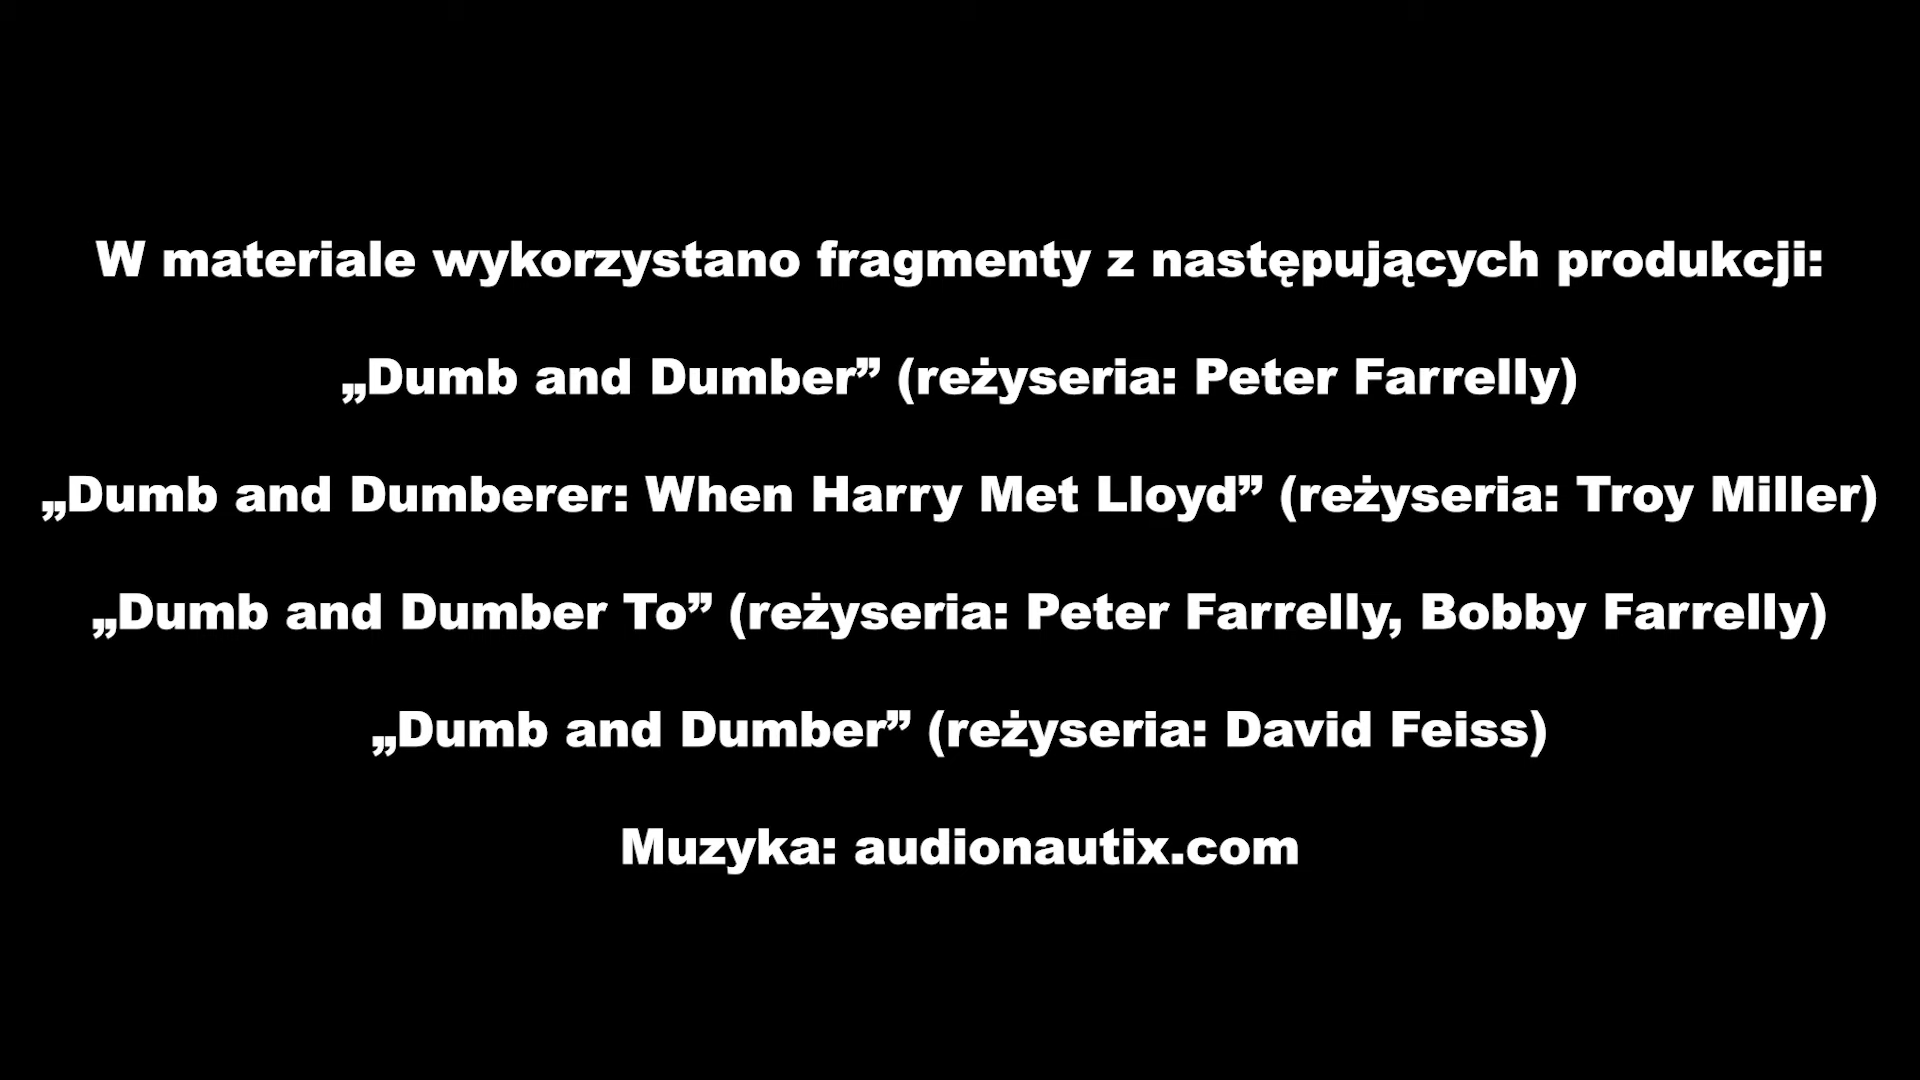 W materiale wykorzystano fragmenty z następujących produkcji:
„Dumb and Dumber” (reżyseria: Peter Farrelly)
„Dumb and Dumberer: When Harry Met Lloyd” (reżyseria: Troy Miller)
„Dumb and Dumber To” (reżyseria: Peter Farrelly, Bobby Farrelly)
„Dumb and Dumber” (reżyseria: David Feiss)
Muzyka: audionautix.com